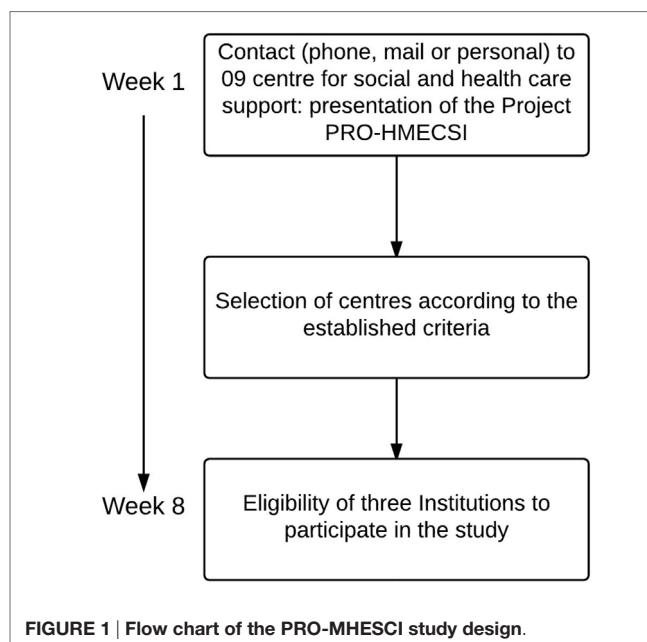 Week 1
Contact (phone, mail or personal) to
09 centre for social and health care
support: presentation of the Project
PRO-HMECSI
Selection of centres according to the
established criteria
Week 8
Eligibility of three Institutions to
participate in the study
FIGURE 1 | Flow chart of the PRO-MHESCI study design.